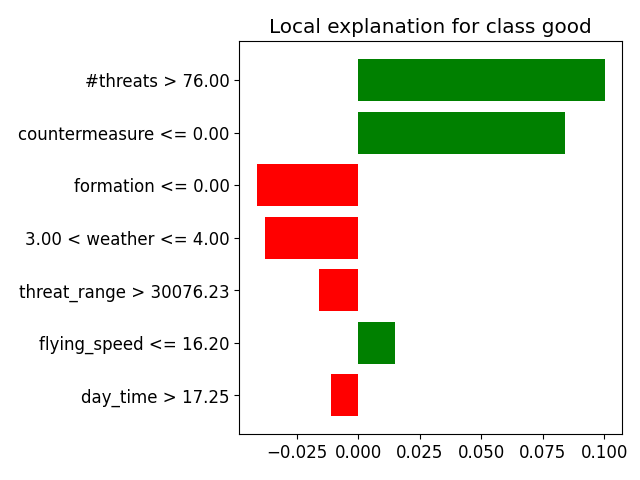 Local explanation for class good
#threats > 76.00
countermeasure <= 0.00
formation <= 0.00
3.00 < weather <= 4.00
threat_range > 30076.23
flying_speed <= 16.20
day_time > 17.25
−0.025 0.000 0.025 0.050 0.075 0.100